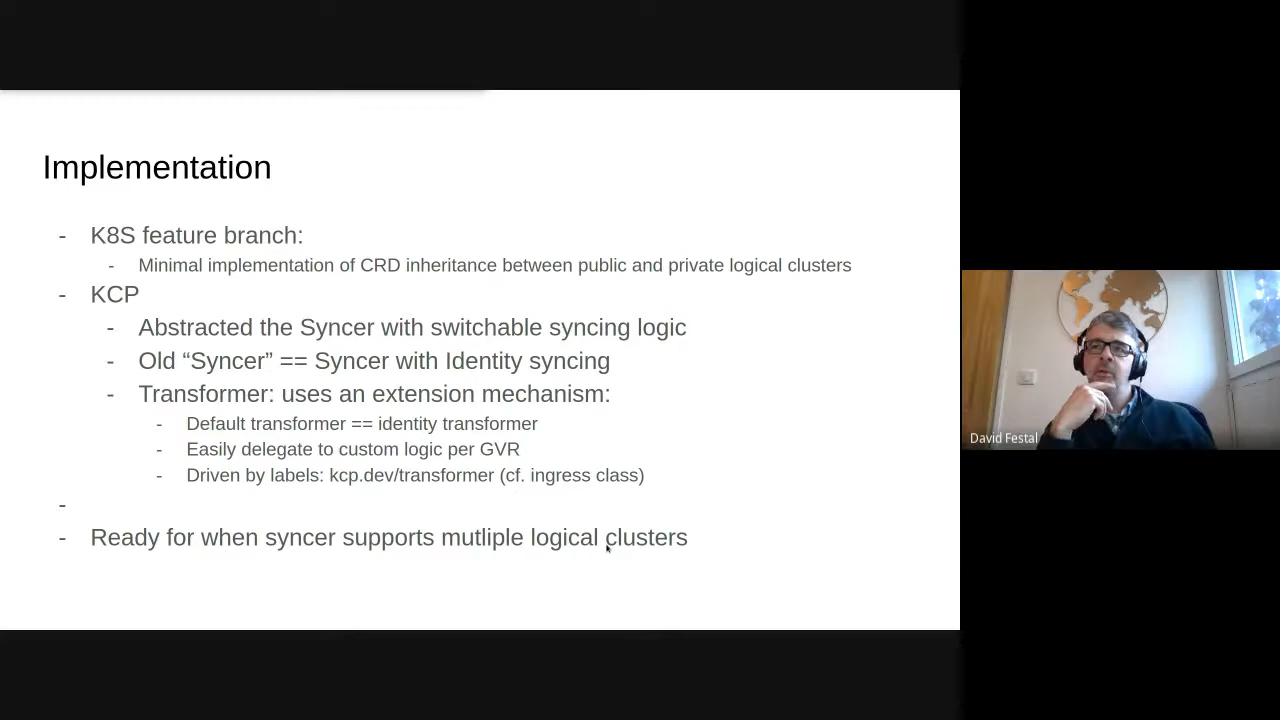 Implementation
- K8S feature branch:
- Minimal implementation of CRD inheritance between public and private logical clusters
- KCP
- Abstracted the Syncer with switchable syncing logic
- Old “Syncer” == Syncer with Identity syncing
- Transformer: uses an extension mechanism:
- Default transformer == identity transformer
- Easily delegate to custom logic per GVR
- Driven by labels: kcp.dev/transformer (cf. ingress class)
-
- Ready for when syncer supports mutliple logical clusters
David Festal